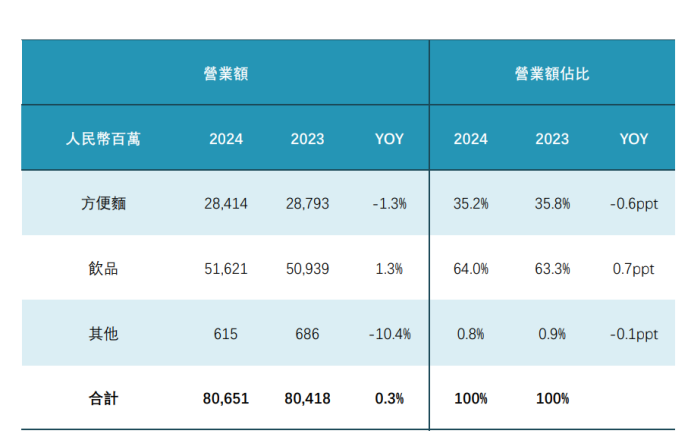 營業額 營業額佔比
人民幣百萬 2024 2023 YOY 2024 2023 YOY
方便麵 28,414 28,793 -1.3% 35.2% 35.8% -0.6ppt
飲品 51,621 50,939 1.3% 64.0% 63.3% 0.7ppt
其他 615 686 -10.4% 0.8% 0.9% -0.1ppt
合計 80,651 80,418 0.3% 100% 100%